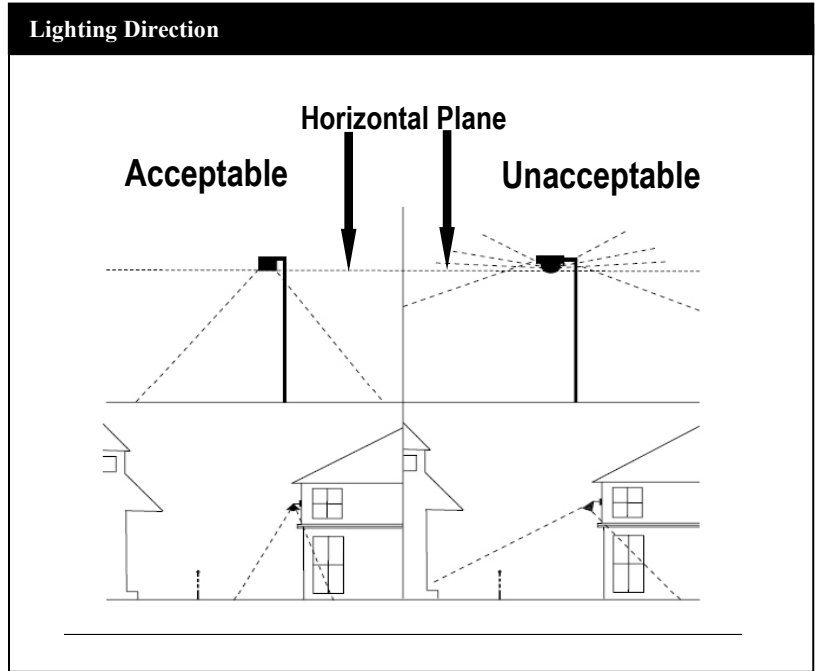 Lighting Direction
Horizontal Plane
Acceptable
Unacceptable